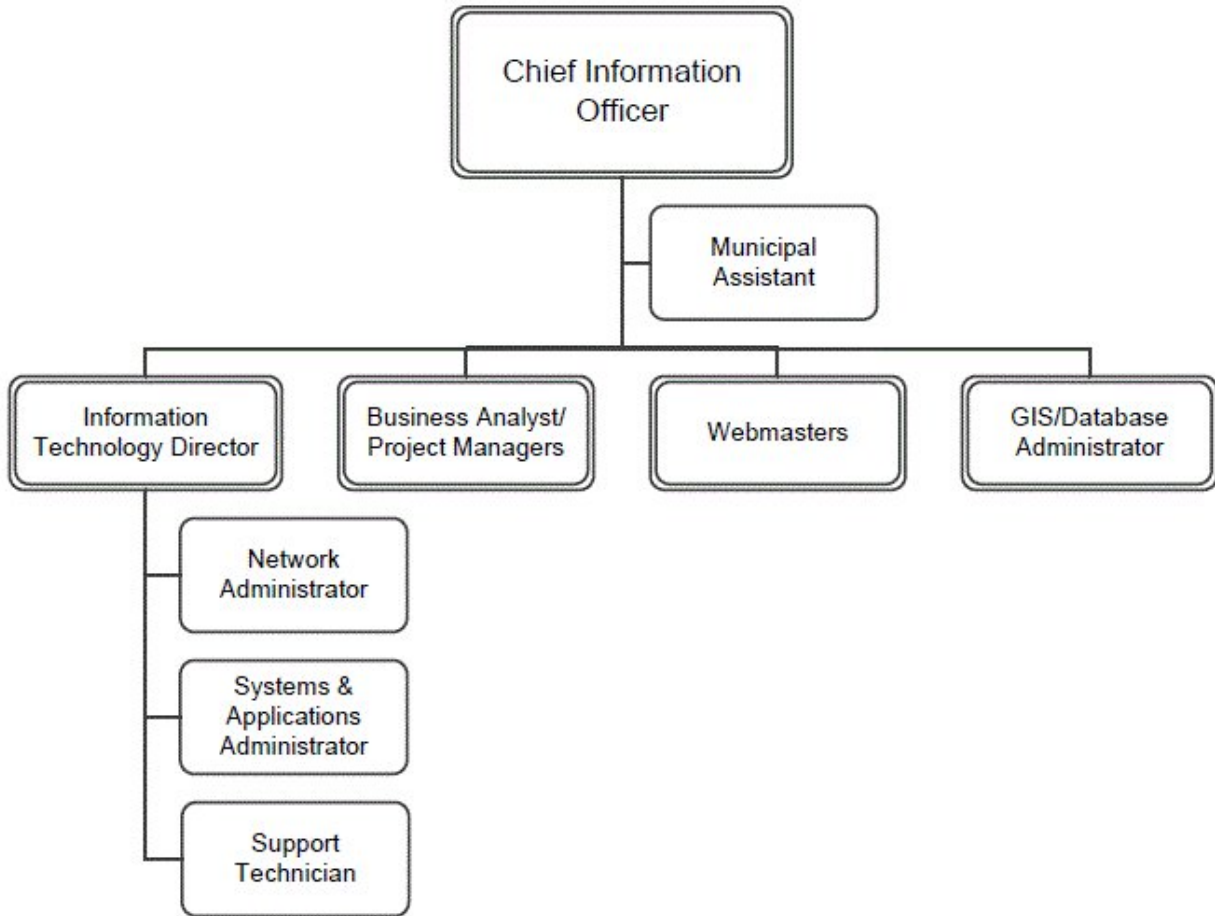 Chief Information
Officer
Municipal
Assistant
Information
Technology Director
Business Analyst/
Project Managers
Webmasters
GIS/Database
Administrator
Network
Administrator
Systems &
Applications
Administrator
Support
Technician